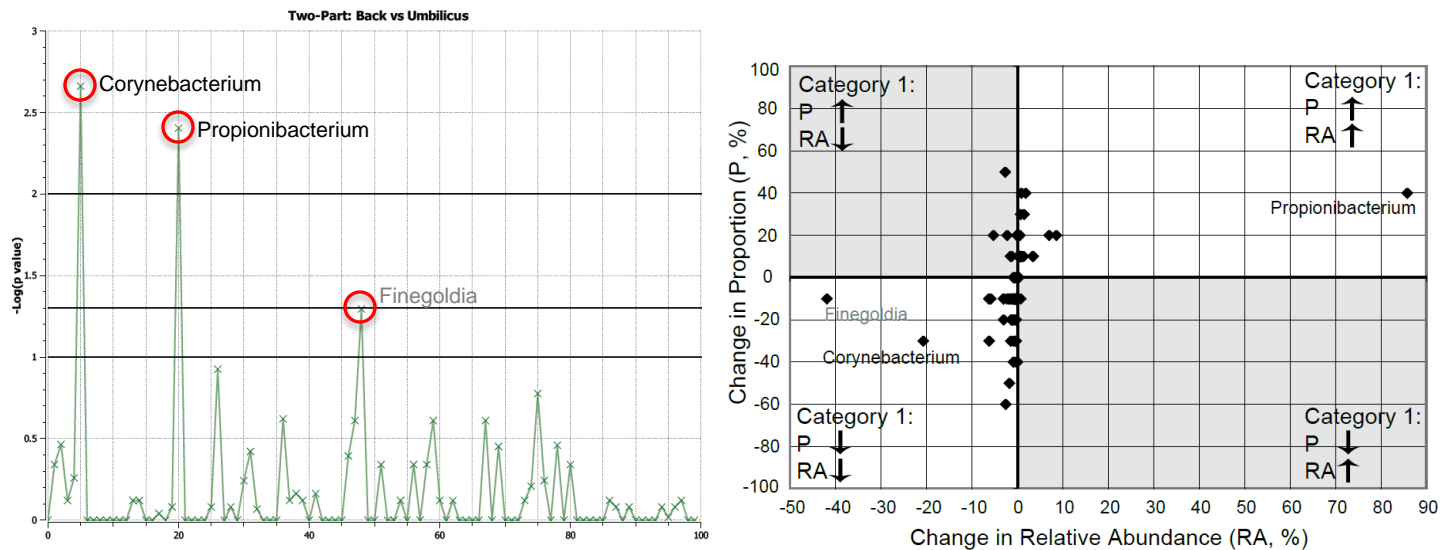 Two-Part: Back vs Umbilicus
3
2.5
2
1.5
1
0.5
0
-Log(p value)
Corynebacterium
Propionibacterium
Finegoldia
0 20 40 60 80 100
100
80
60
40
20
0
-20
-40
-60
-80
-100
Change in Proportion (P, %)
Category 1:
P ↑
RA ↓
Category 1:
P ↑
RA ↑
Propionibacterium
Finegoldia
Corynebacterium
Category 1:
P ↓
RA ↓
Category 1:
P ↓
RA ↑
-50 -40 -30 -20 -10 0 10 20 30 40 50 60 70 80 90
Change in Relative Abundance (RA, %)